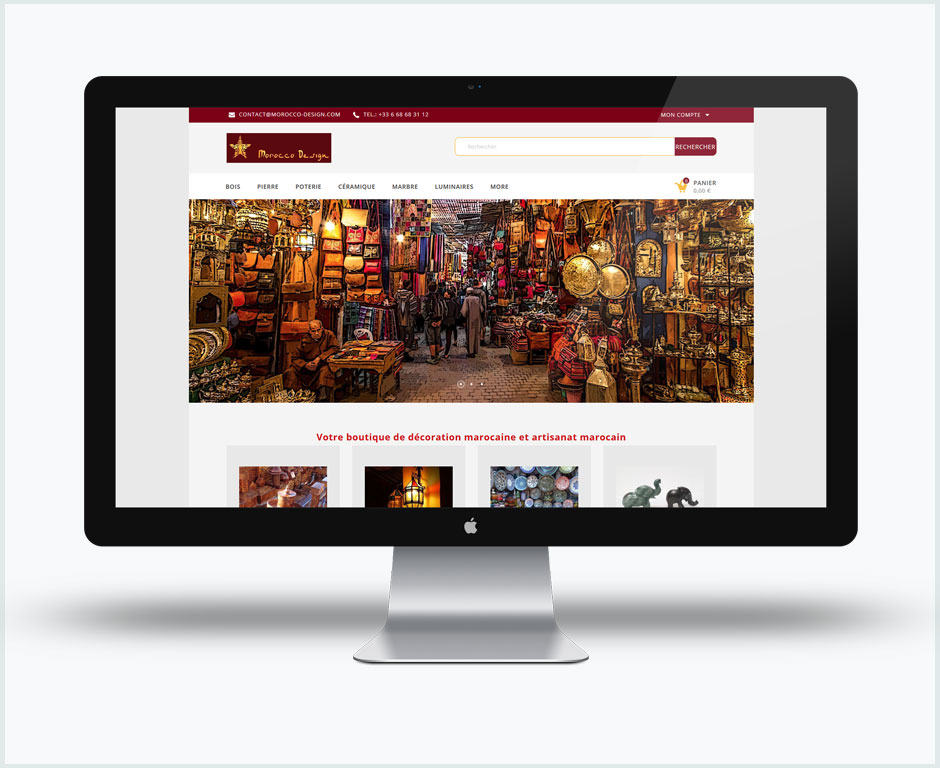 CONTACT@MOROCCO-DESIGN.COM TEL.: +33 6 68 68 31 12 MON COMPTE
Morocco Design
Rechercher
RECHERCHER
BOIS PIERRE POTERIE CÉRAMIQUE MARBRE LUMINAIRES MORE
0 PANIER
0,00 €
Votre boutique de décoration marocaine et artisanat marocain